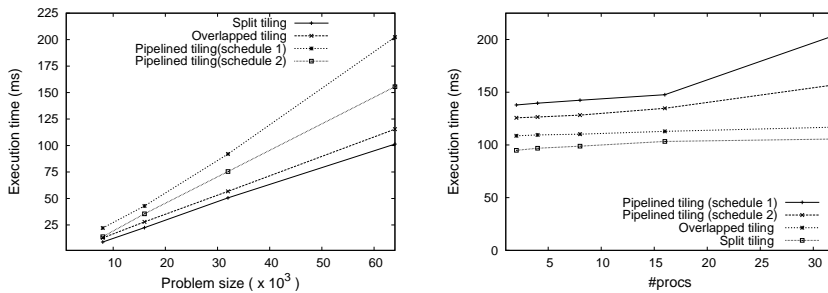 Execution time (ms)
225
200
175
150
125
100
75
50
25
Split tiling
Overlapped tiling
Pipelined tiling(schedule 1)
Pipelined tiling(schedule 2)
10 20 30 40 50 60
Problem size ( x 10³)
Execution time (ms)
200
150
100
50
0
Pipelined tiling (schedule 1)
Pipelined tiling (schedule 2)
Overlapped tiling
Split tiling
5 10 15 20 25 30
#procs